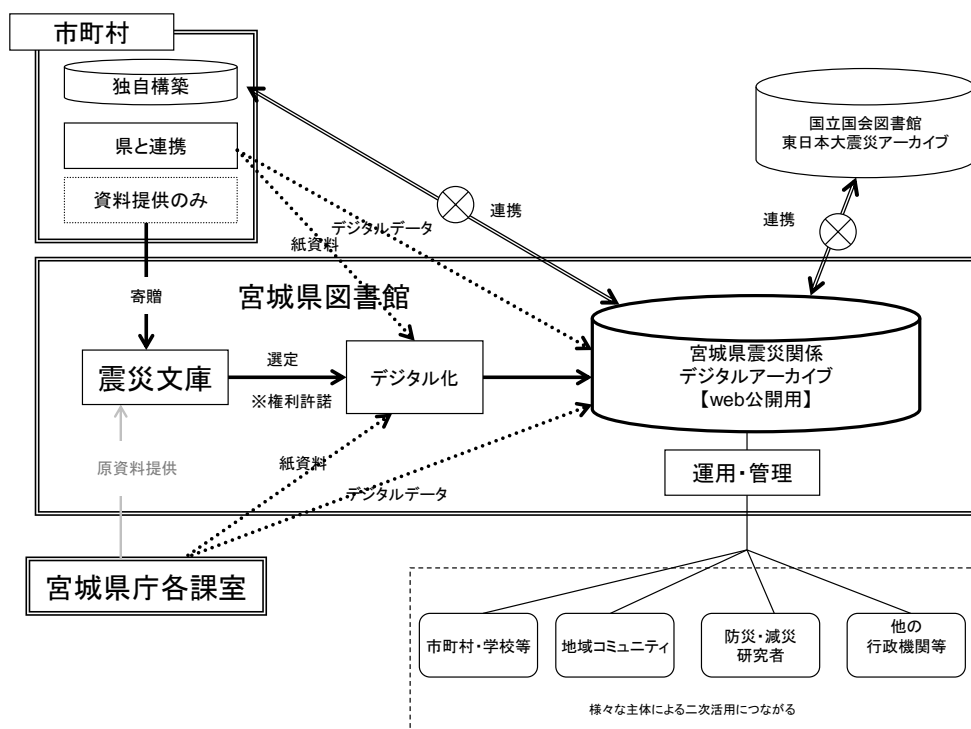 市町村
独自構築
県と連携
資料提供のみ
国立国会図書館
東日本大震災アーカイブ
連携
連携
デジタルデータ
紙資料
寄贈
宮城県図書館
震災文庫
選定
※権利許諾
デジタル化
宮城県震災関係
デジタルアーカイブ
【web公開用】
原資料提供
紙資料
デジタルデータ
運用・管理
宮城県庁各課室
市町村・学校等
地域コミュニティ
防災・減災
研究者
他の
行政機関等
様々な主体による二次活用につながる